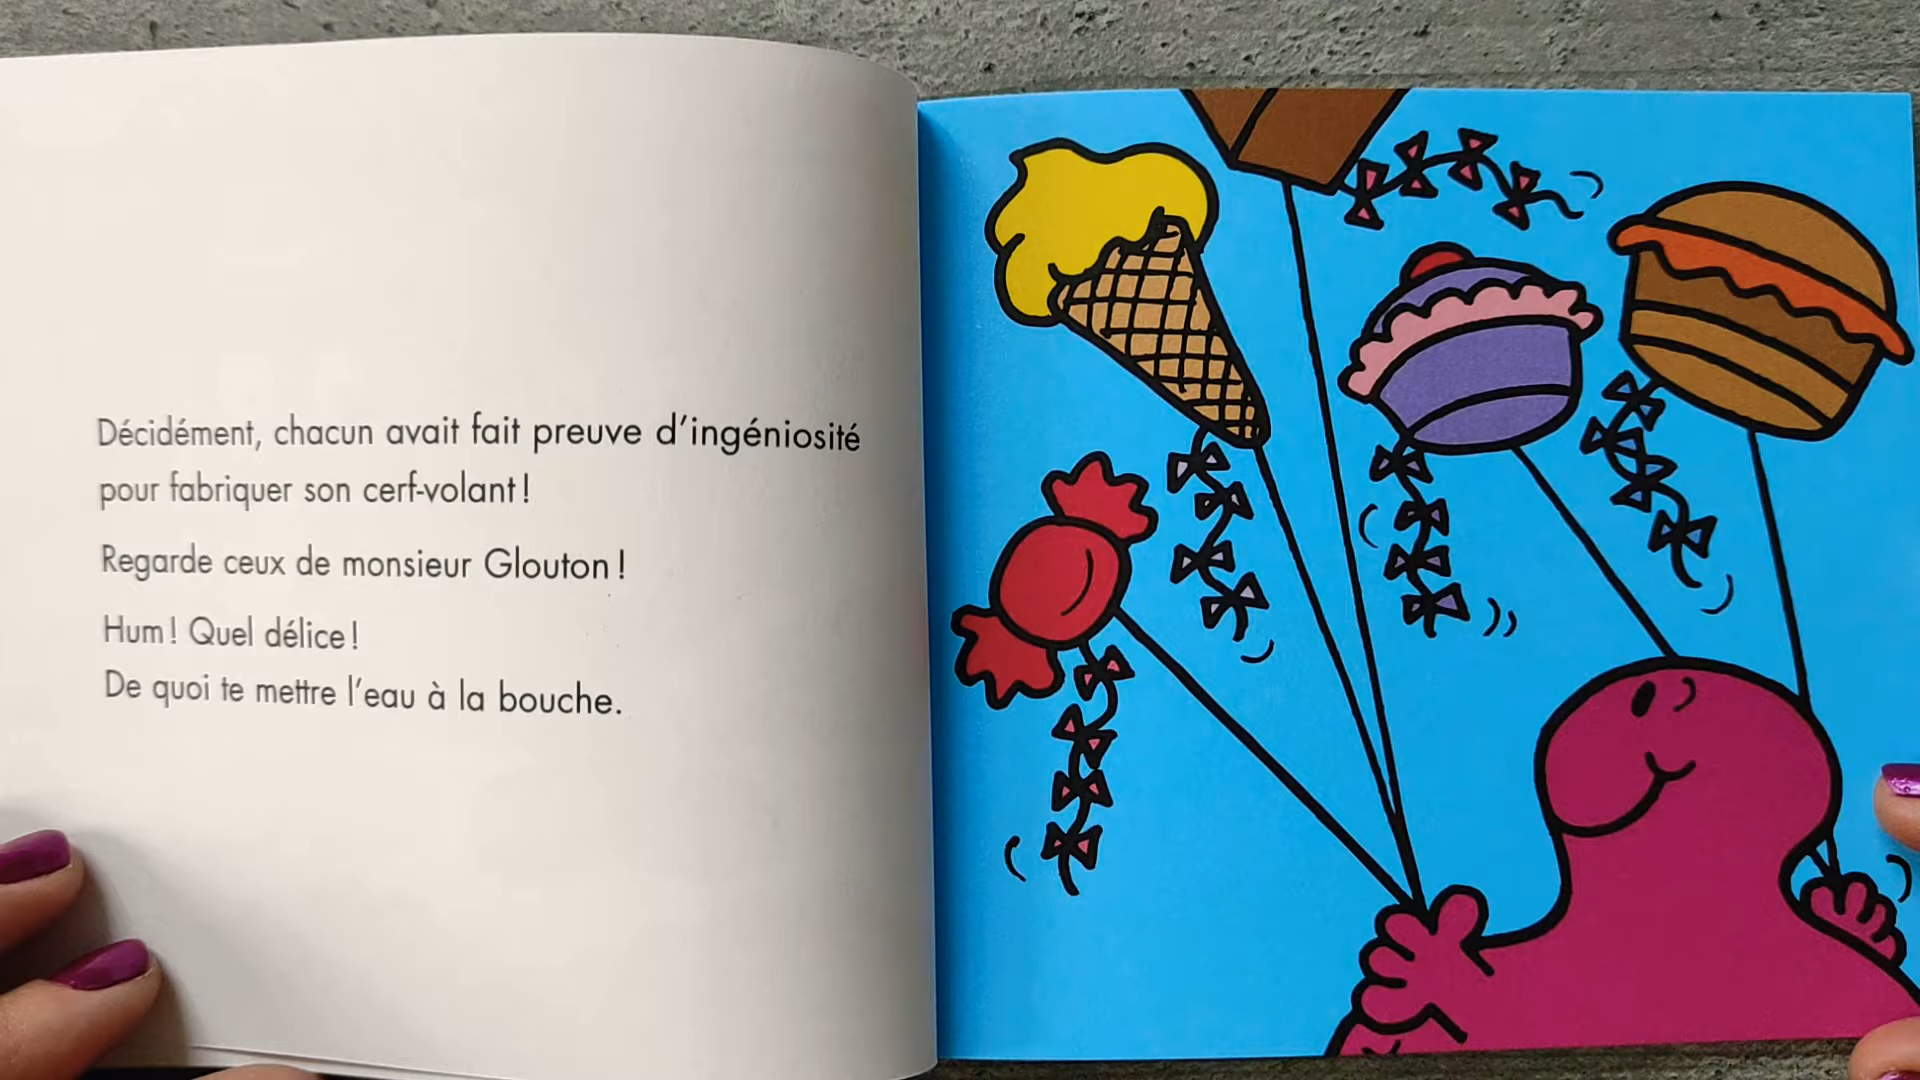 Décidément, chacun avait fait preuve d'ingéniosité
pour fabriquer son cerf-volant !
Regarde ceux de monsieur Glouton !
Hum ! Quel délice !
De quoi te mettre l'eau à la bouche.